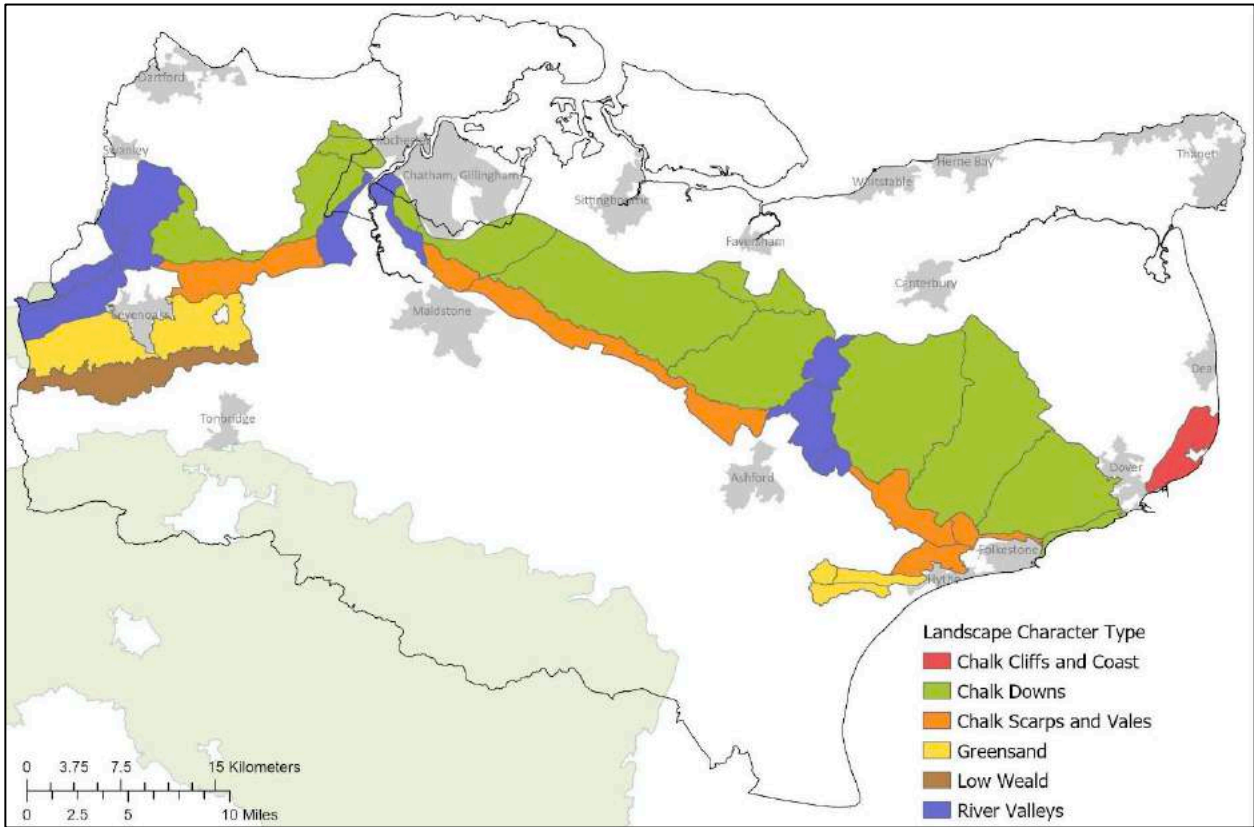 Dartford
Swanley
Rochester
Chatham, Gillingham
Sittingbourne
Faversham
Whitstable
Herne Bay
Thanet
Canterbury
Sevenoaks
Maidstone
Deal
Tonbridge
Ashford
Dover
Folkestone
Hythe
Landscape Character Type
Chalk Cliffs and Coast
Chalk Downs
Chalk Scarps and Vales
Greensand
Low Weald
River Valleys
0 3.75 7.5 15 Kilometers
0 2.5 5 10 Miles